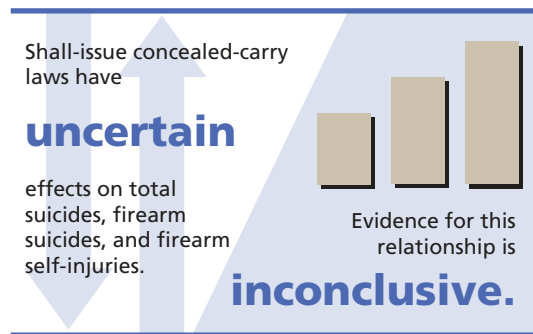 Shall-issue concealed-carry
laws have
uncertain
effects on total
suicides, firearm
suicides, and firearm
self-injuries.
Evidence for this
relationship is
inconclusive.